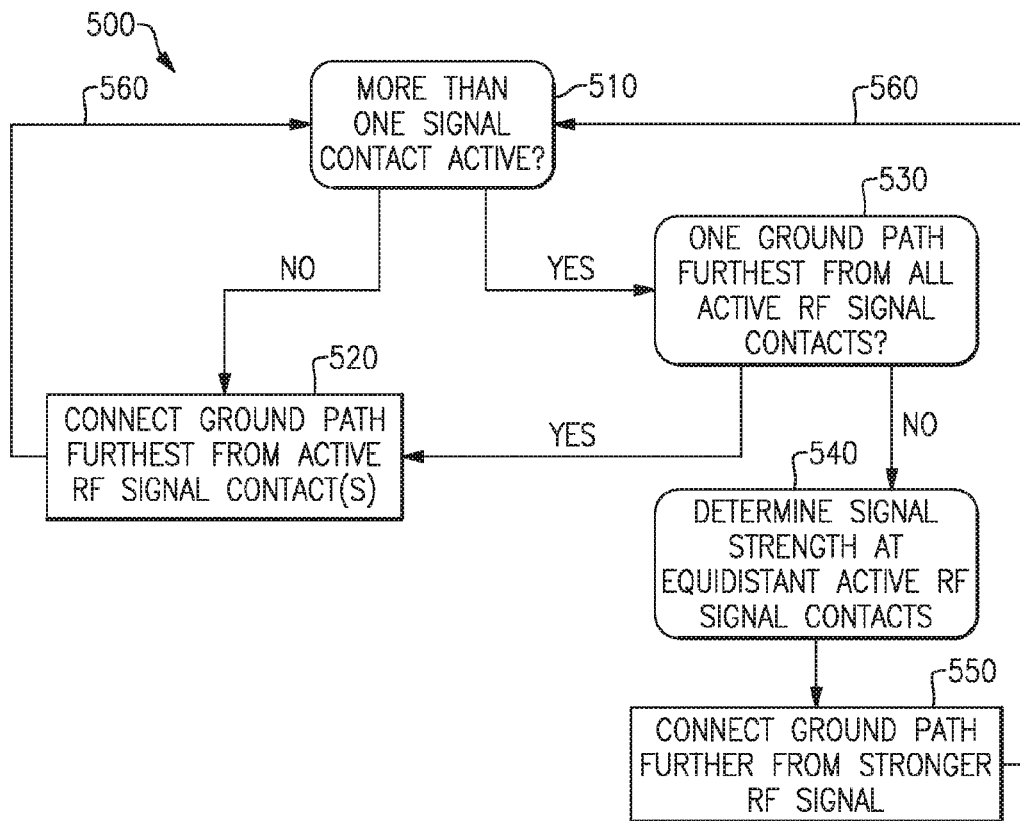 500
560
MORE THAN
ONE SIGNAL
CONTACT ACTIVE?
510
560
530
ONE GROUND PATH
FURTHEST FROM ALL
ACTIVE RF SIGNAL
CONTACTS?
NO
YES
520
CONNECT GROUND PATH
FURTHEST FROM ACTIVE
RF SIGNAL CONTACT(S)
YES
NO
540
DETERMINE SIGNAL
STRENGTH AT
EQUIDISTANT ACTIVE RF
SIGNAL CONTACTS
550
CONNECT GROUND PATH
FURTHER FROM STRONGER
RF SIGNAL